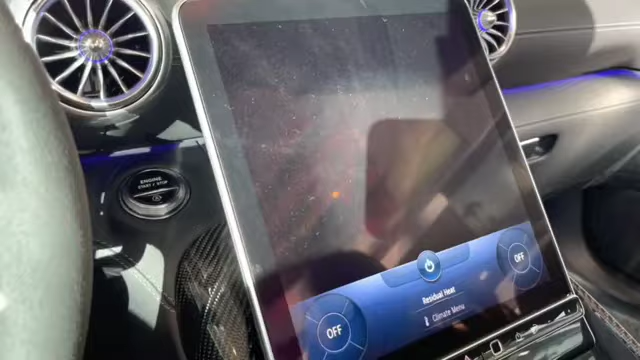 ENGINE
START / STOP
OFF
Residual Heat
OFF
Climate Menu